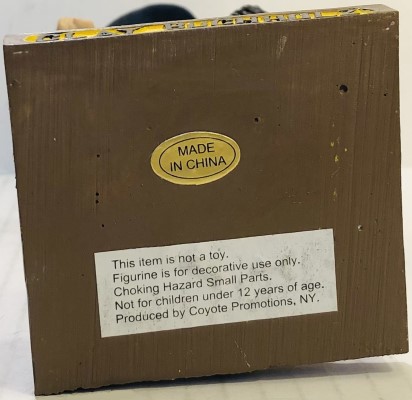 MADE
IN CHINA
This item is not a toy.
Figurine is for decorative use only.
Choking Hazard Small Parts.
Not for children under 12 years of age.
Produced by Coyote Promotions, NY.